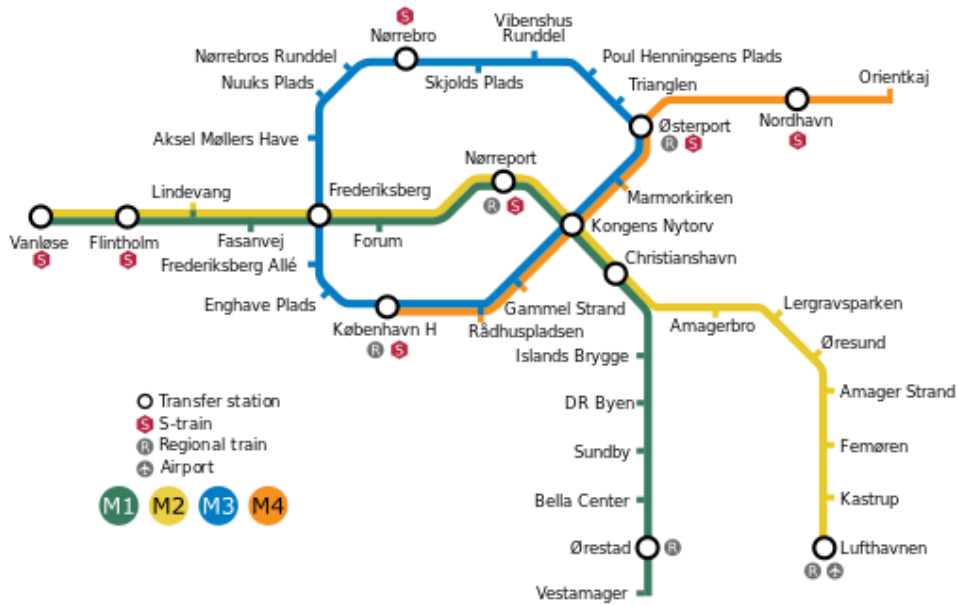 S
Nørrebro
Vibenshus
Runddel
Nørrebros Runddel
Poul Henningsens Plads
Nuuks Plads
Skjolds Plads
Trianglen
Orientkaj
Aksel Møllers Have
Østerport
R S
Nordhavn
S
Nørreport
R S
Lindevang
Frederiksberg
Marmorkirken
Vanløse
S
Flintholm
S
Fasanvej
Forum
Kongens Nytorv
Frederiksberg Allé
Christianshavn
Enghave Plads
København H
R S
Gammel Strand
Rådhuspladsen
Amagerbro
Lergravsparken
Øresund
Islands Brygge
Amager Strand
DR Byen
Sundby
Femøren
Bella Center
Kastrup
Ørestad
R
Lufthavnen
R
Vestamager
Transfer station
S S-train
R Regional train
Airport
M1 M2 M3 M4